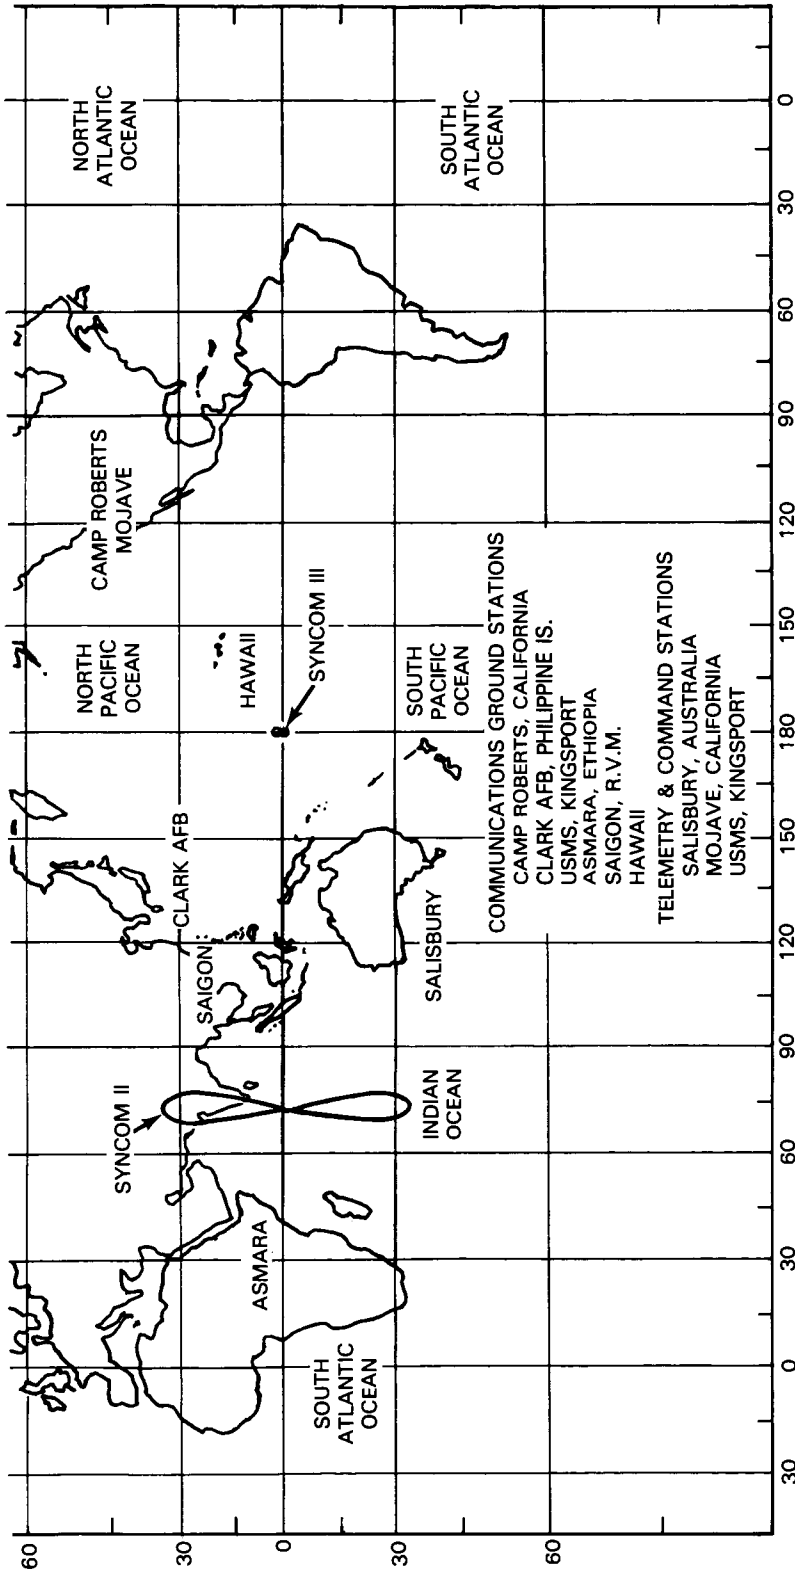 NORTH
ATLANTIC
OCEAN
SOUTH
ATLANTIC
OCEAN
CAMP ROBERTS
MOJAVE
NORTH
PACIFIC
OCEAN
HAWAII
SYNCOM III
SOUTH
PACIFIC
OCEAN
CLARK AFB
SAIGON
SALISBURY
SYNCOM II
INDIAN
OCEAN
ASMARA
SOUTH
ATLANTIC
OCEAN
COMMUNICATIONS GROUND STATIONS
CAMP ROBERTS, CALIFORNIA
CLARK AFB, PHILIPPINE IS.
USMS, KINGSPORT
ASMARA, ETHIOPIA
SAIGON, R.V.M.
HAWAII
TELEMETRY & COMMAND STATIONS
SALISBURY, AUSTRALIA
MOJAVE, CALIFORNIA
USMS, KINGSPORT
60
30
0
30
60
30
0
30
60
90
120
150
180
150
120
90
60
30
0